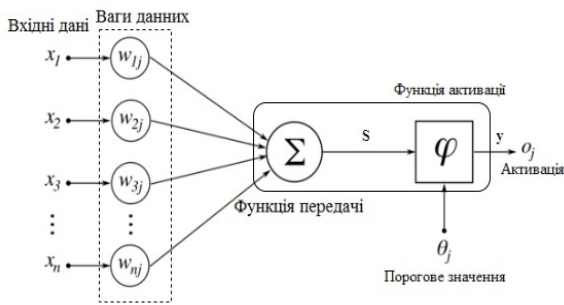 Вхідні дані
Ваги данних
x1
w1j
x2
w2j
x3
w3j
xn
wnj
Σ
Функція передачі
Функція активації
S
φ
y
oj
Активація
θj
Порогове значення